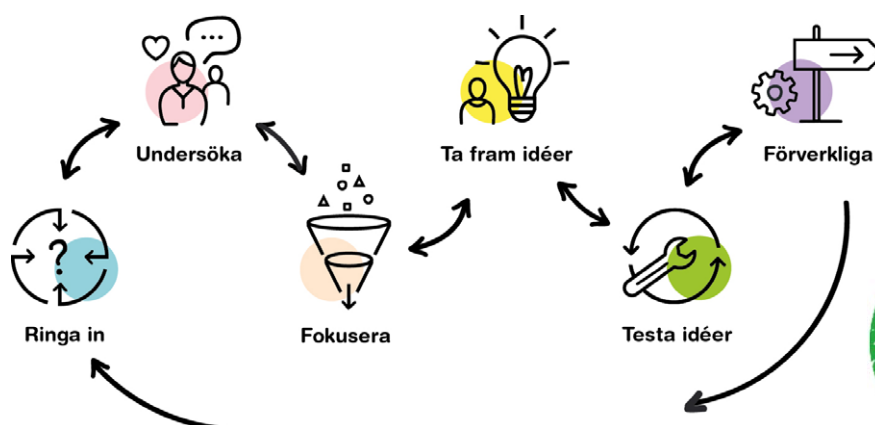 Undersöka
Ta fram idéer
Förverkliga
?
Ringa in
Fokusera
Testa idéer